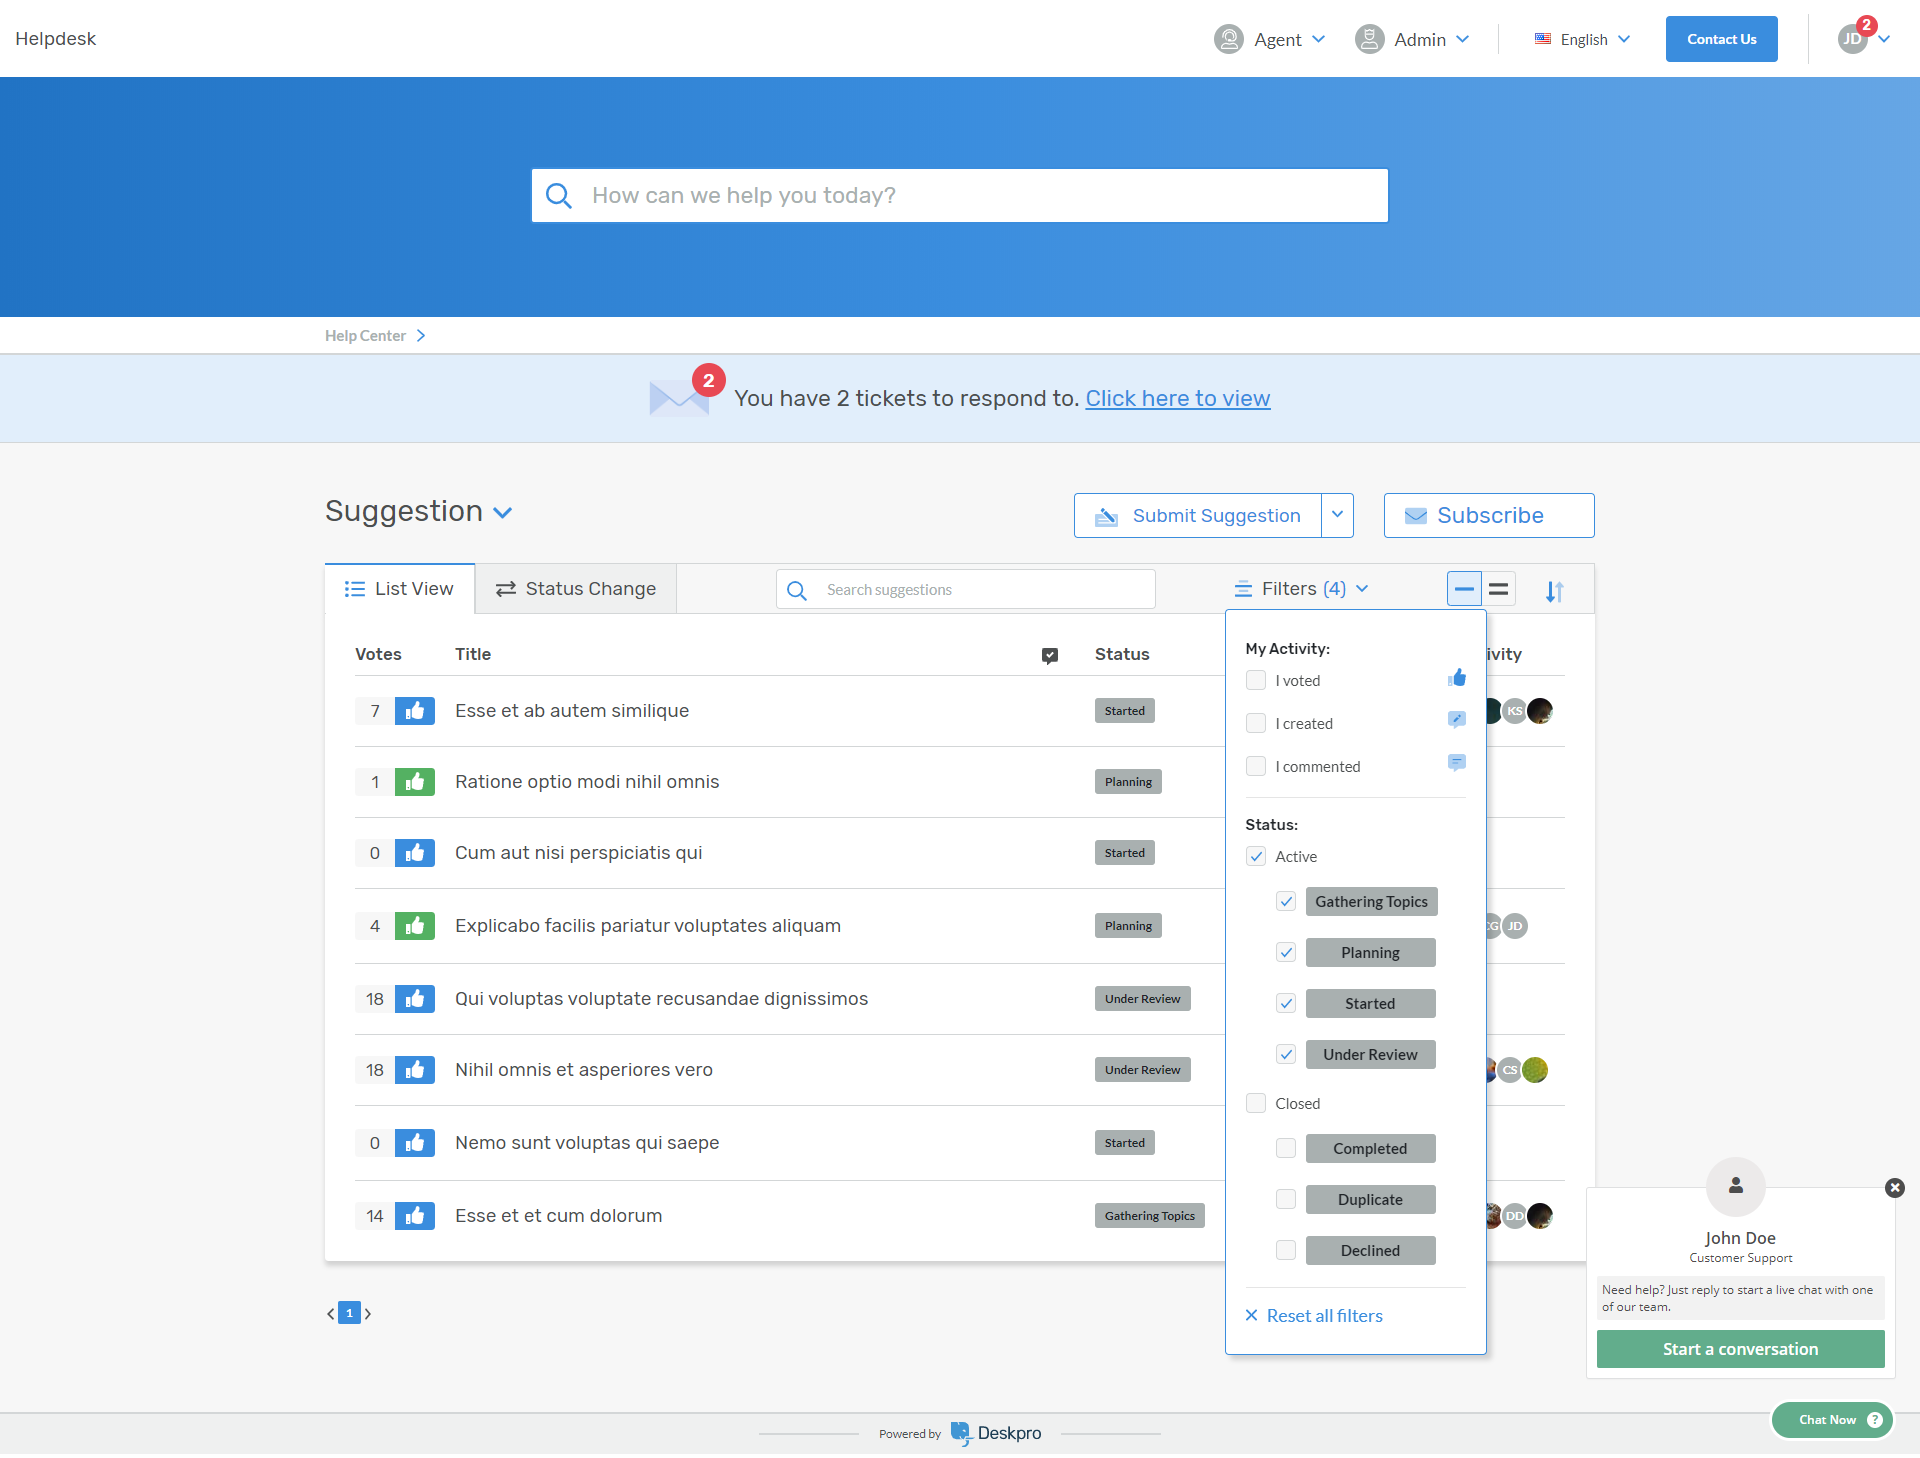 Helpdesk
Agent
Admin
English
Contact Us
JD
2
How can we help you today?
Help Center
2
You have 2 tickets to respond to. Click here to view
Suggestion
Submit Suggestion
Subscribe
List View
Status Change
Search suggestions
Filters (4)
Votes
Title
Status
ivity
7
Esse et ab autem similique
Started
KS
1
Ratione optio modi nihil omnis
Planning
0
Cum aut nisi perspiciatis qui
Started
4
Explicabo facilis pariatur voluptates aliquam
Planning
CG
JD
18
Qui voluptas voluptate recusandae dignissimos
Under Review
18
Nihil omnis et asperiores vero
Under Review
CS
0
Nemo sunt voluptas qui saepe
Started
14
Esse et et cum dolorum
Gathering Topics
DD
My Activity:
I voted
I created
I commented
Status:
Active
Gathering Topics
Planning
Started
Under Review
Closed
Completed
Duplicate
Declined
Reset all filters
1
John Doe
Customer Support
Need help? Just reply to start a live chat with one
of our team.
Start a conversation
Chat Now ?
Powered by Deskpro